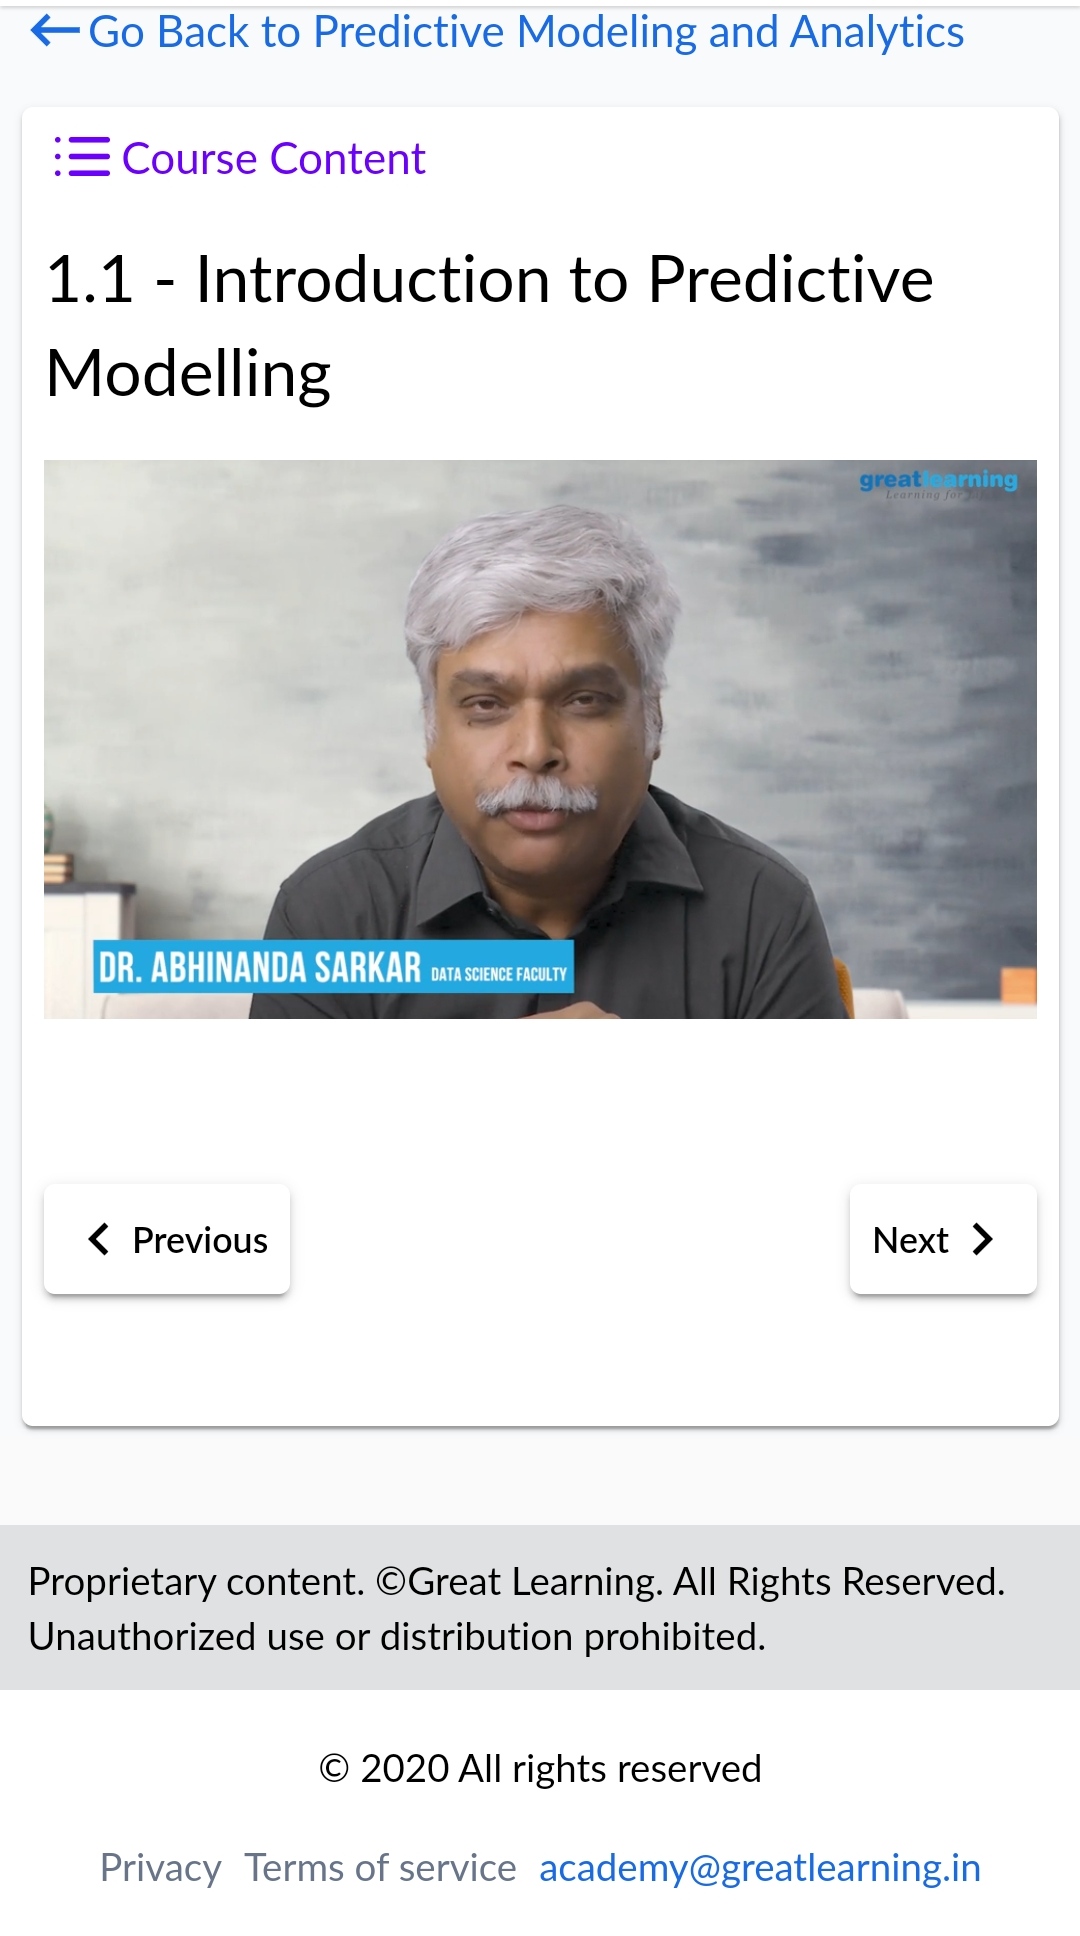 Go Back to Predictive Modeling and Analytics
Course Content
1.1 - Introduction to Predictive
Modelling
greatlearning
Learning for Life
DR. ABHINANDA SARKAR DATA SCIENCE FACULTY
Previous
Next
Proprietary content. ©Great Learning. All Rights Reserved.
Unauthorized use or distribution prohibited.
© 2020 All rights reserved
Privacy Terms of service academy@greatlearning.in